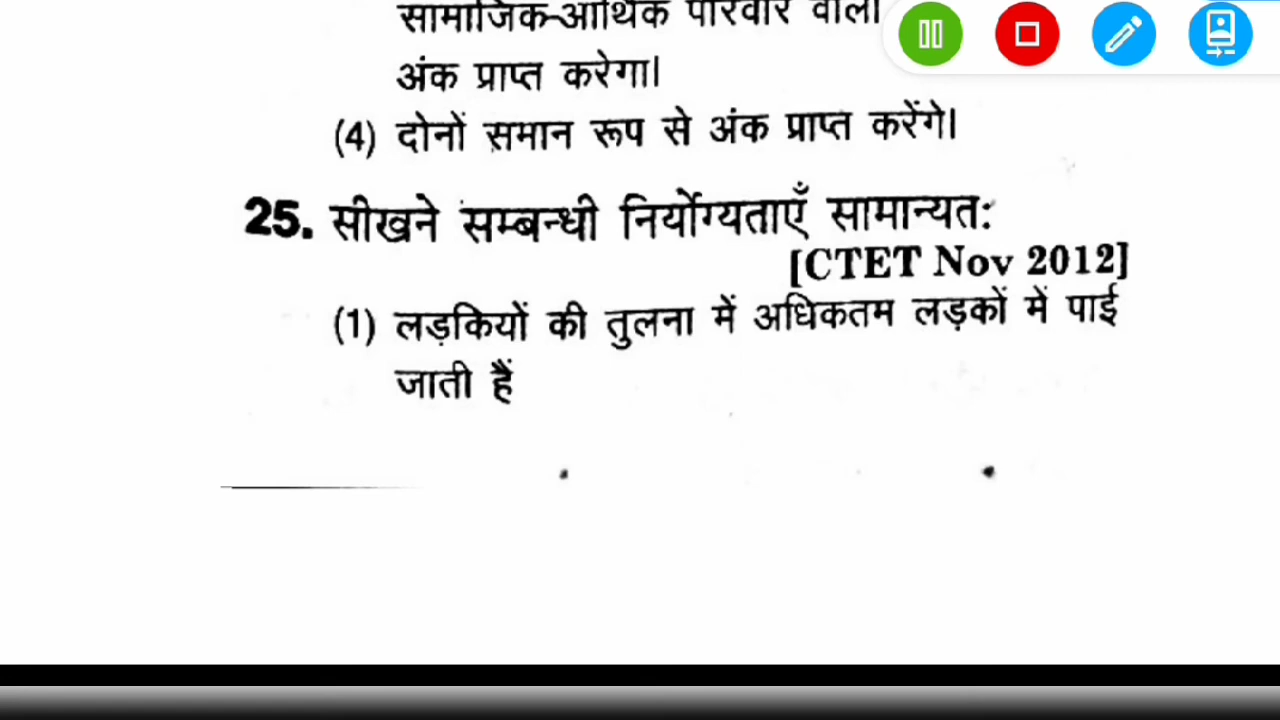 सामाजिक-आर्थिक परिवार वाला
अंक प्राप्त करेगा।
(4) दोनों समान रूप से अंक प्राप्त करेंगे।
25. सीखने सम्बन्धी निर्योग्यताएँ सामान्यतः
[CTET Nov 2012]
(1) लड़कियों की तुलना में अधिकतम लड़कों में पाई
जाती हैं